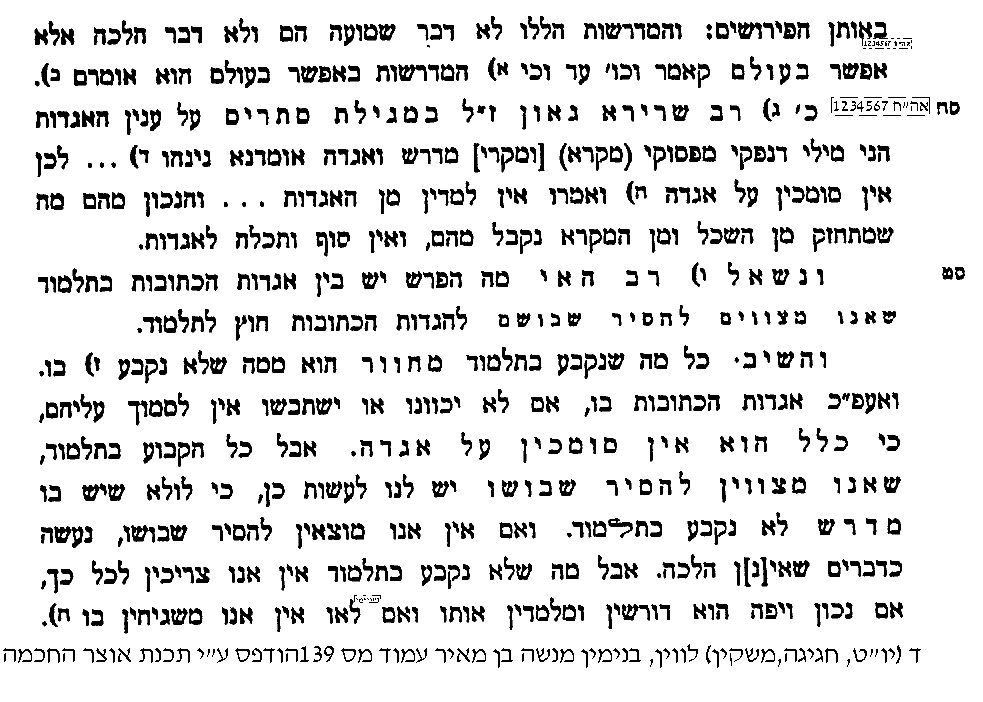 באותן הפירושים: והמדרשות הללו לא דבר שמועה הם ולא דבר הלכה אלא
אפשר בעולם קאמר וכו׳ עד וכי א) המדרשות באפשר בעולם הוא אומרם ב).
סח אה״ח 1234567 כ׳ ג) רב שרירא גאון ז״ל במגילת סתרים על ענין האגדות
הני מילי דנפקי מפסוקי (מקרא) [ומקרי] מדרש ואגדה אומרנא נינהו ד) ... לכן
אין סומכין על אגדה ה) ואמרו אין למדין מן האגדות ... והנכון מהם מה
שמתחזק מן השכל ומן המקרא נקבל מהם, ואין סוף ותכלה לאגדות.
סט ונשאל ו) רב האי מה הפרש יש בין אגדות הכתובות בתלמוד
שאנו מצווים להסיר שבושם להגדות הכתובות חוץ לתלמוד.
והשיב. כל מה שנקבע בתלמוד מחוור הוא ממה שלא נקבע ז) בו.
ואעפ״כ אגדות הכתובות בו, אם לא יכוונו או ישתבשו אין לסמוך עליהם,
כי כלל הוא אין סומכין על אגדה. אבל כל הקבוע בתלמוד,
שאנו מצווין להסיר שבושו יש לנו לעשות כן, כי לולא שיש בו
מדרש לא נקבע בתלמוד. ואם אין אנו מוצאין להסיר שבושו, נעשה
כדברים שאי[נ]ן הלכה. אבל מה שלא נקבע בתלמוד אין אנו צריכין לכל כך,
אם נכון ויפה הוא דורשין ומלמדין אותו ואם לאו אין אנו משגיחין בו ח).
ד (יו״ט, חגיגה,משקין) לווין, בנימין מנשה בן מאיר עמוד מס 139הודפס ע״י תכנת אוצר החכמה